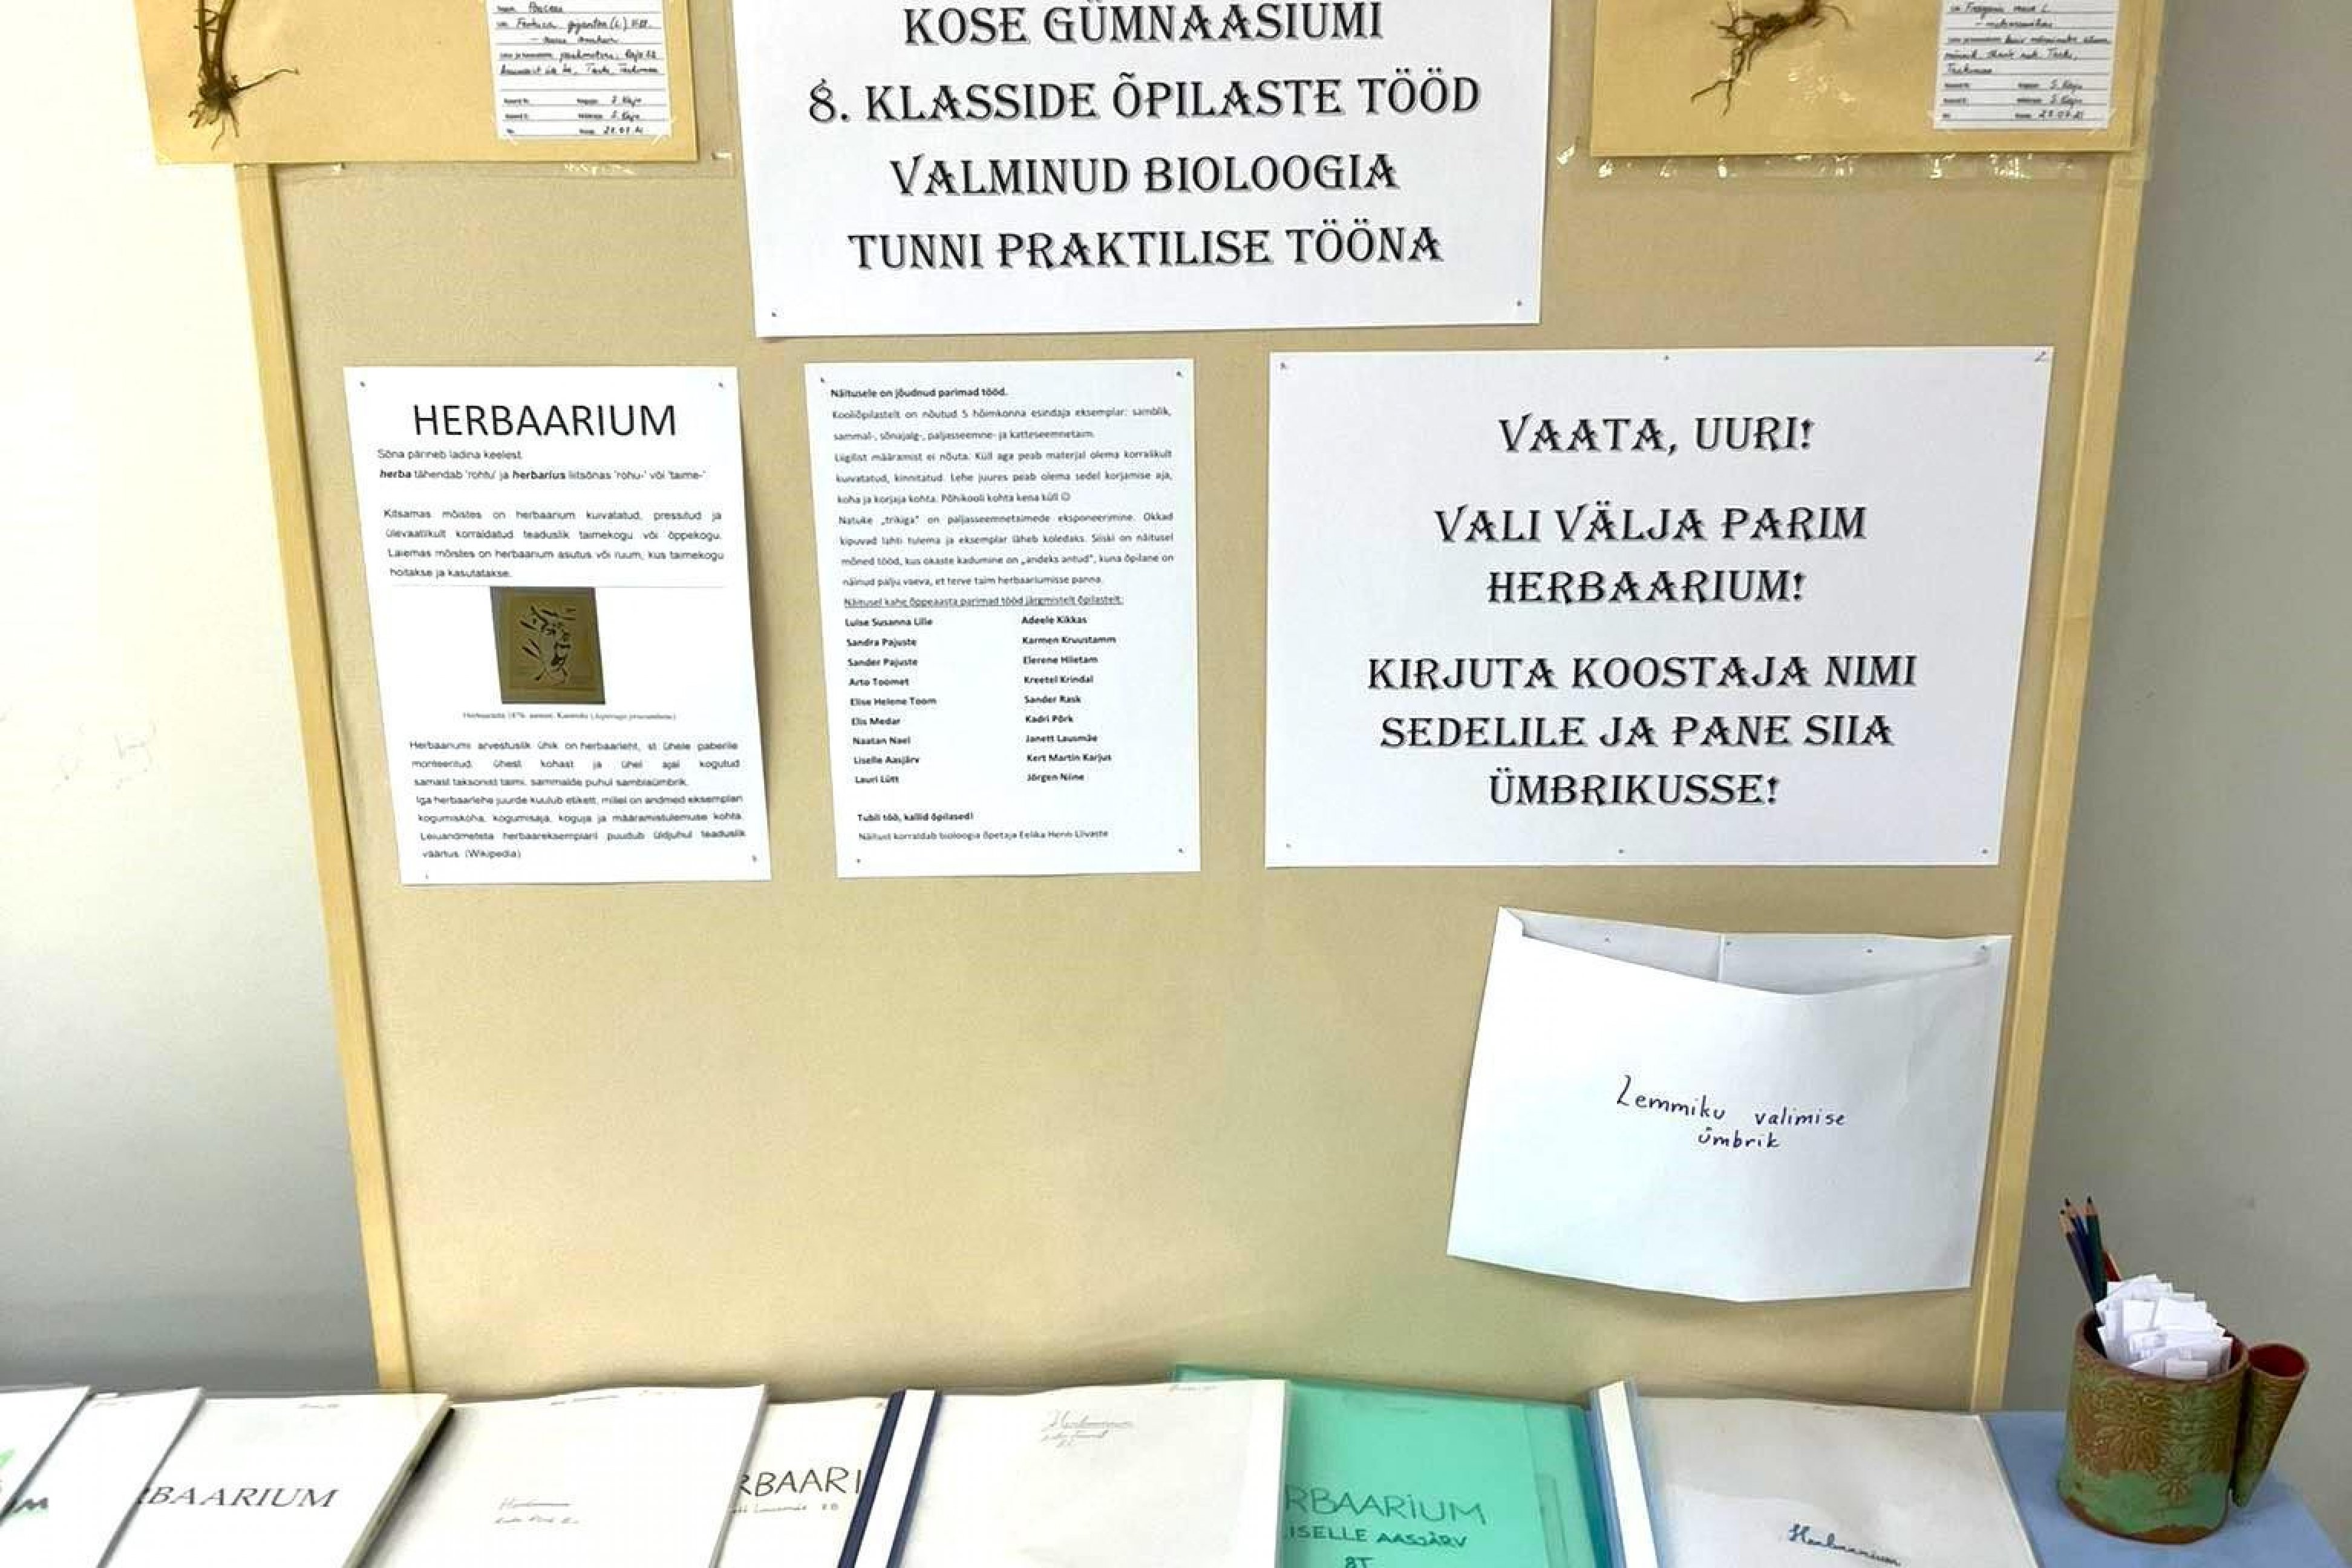 KOSE GÜMNAASIUMI
8. KLASSIDE ÕPILASTE TÖÖD
VALMINUD BIOLOOGIA
TUNNI PRAKTILISE TÖÖNA
HERBAARIUM
Sõna pärineb ladina keelest
herba tähendab 'rohtu' ja herbarius liitsõnas 'rohu-' või 'taime-'
Kitsamas mõistes on herbaarium kuivatatud, pressitud ja
ülevaatlikult korraldatud teaduslik taimekogu või õppekogu.
Laiemas mõistes on herbaarium asutus või ruum, kus taimekogu
hoitakse ja kasutatakse.
Herbaariumi arvestuslik ühik on herbaarleht, st ühele paberile
monteeritud, ühest kohast ja ühel ajal kogutud
samast taksonist taimi, sammalde puhul samblaümbrik.
Iga herbaarlehe juurde kuulub etikett, millel on andmed eksemplari
kogumiskoha, kogumisaja, koguja ja määramistulemuse kohta.
Leiuandmeteta herbaareksemplaril puudub üldjuhul teaduslik
väärtus. (Wikipedia)
Näitusele on jõudnud parimad tööd.
Kooliõpilastelt on nõutud 5 hõimkonna esindaja eksemplar: samblik,
sammal-, sõnajalg-, paljasseemne- ja katteseemnetaim.
Liigilist määramist ei nõuta. Küll aga peab materjal olema korralikult
kuivatatud, kinnitatud. Lehe juures peab olema sedel korjamise aja,
koha ja korjaja kohta. Põhikooli kohta kena küll ☺
Natuke „trikiga" on paljasseemnetaimede eksponeerimine. Okkad
kipuvad lahti tulema ja eksemplar läheb koledaks. Siiski on näitusel
mõned tööd, kus okaste kadumine on „andeks antud", kuna õpilane on
näinud palju vaeva, et terve taim herbaariumisse panna.
Näitusel kahe õppeaasta parimad tööd järgmistelt õpilastelt:
Luise Susanna Lille Adeele Kikkas
Sandra Pajuste Karmen Kruustamm
Sander Pajuste Elerene Hiietam
Arto Toomet Kreetel Krindal
Elise Helene Toom Sander Rask
Elis Medar Kadri Põrk
Naatan Nael Janett Lausmäe
Liselle Aasjärv Kert Martin Karjus
Lauri Lütt Jörgen Niine
Tubli töö, kallid õpilased!
Näitust korraldab bioloogia õpetaja Eelika Henn-Liivaste
VAATA, UURI!
VALI VÄLJA PARIM
HERBAARIUM!
KIRJUTA KOOSTAJA NIMI
SEDELILE JA PANE SIIA
ÜMBRIKUSSE!
Lemmiku valimise
ümbrik
RBAARIUM
RBAARI
Herbaarium
RBAARIUM
ISELLE AASJÄRV
8T
Herbaarium